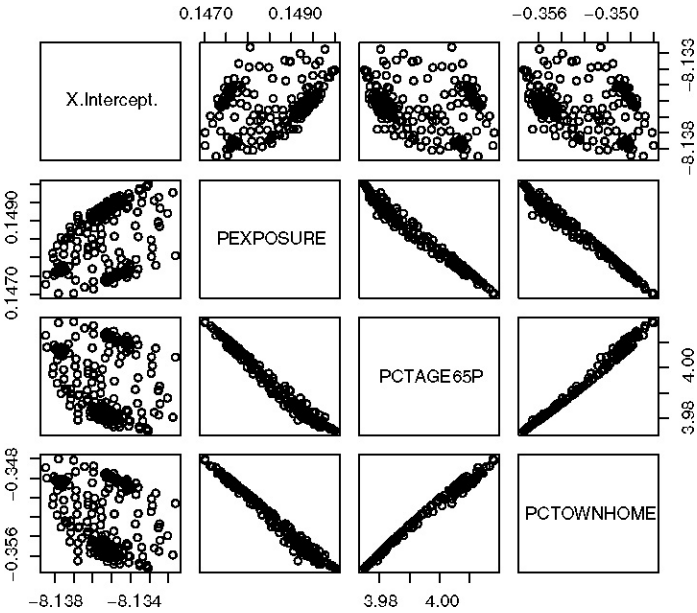 0.1470 0.1490 -0.356 -0.350
X.Intercept.
-8.138 -8.133
0.1470 0.1490
PEXPOSURE
PCTAGE65P
3.98 4.00
-0.356 -0.348
PCTOWNHOME
-8.138 -8.134 3.98 4.00